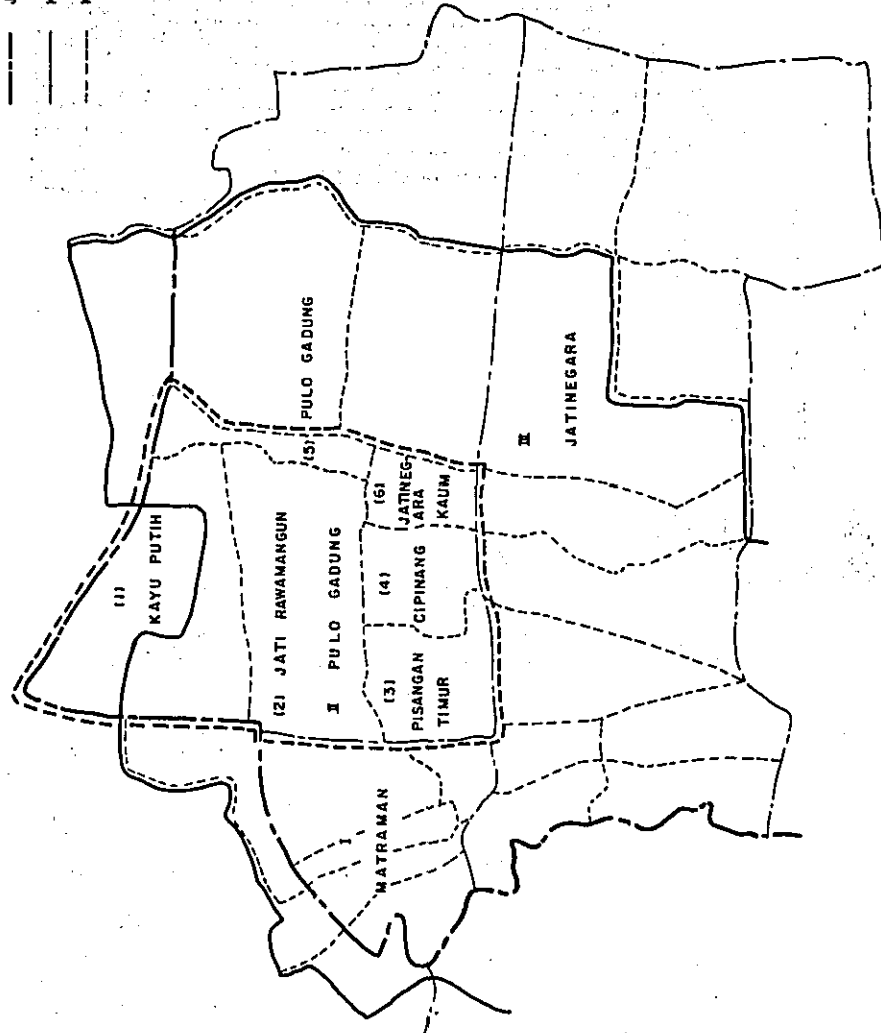 (1)
KAYU PUTIH
(2) JATI RAWAMANGUN
II PULO GADUNG
(3)
PISANGAN
TIMUR
(4)
CIPINANG
(6)
JATINEG
ARA
KAUM
(5)
PULO GADUNG
I
MATRAMAN
III
JATINEGARA